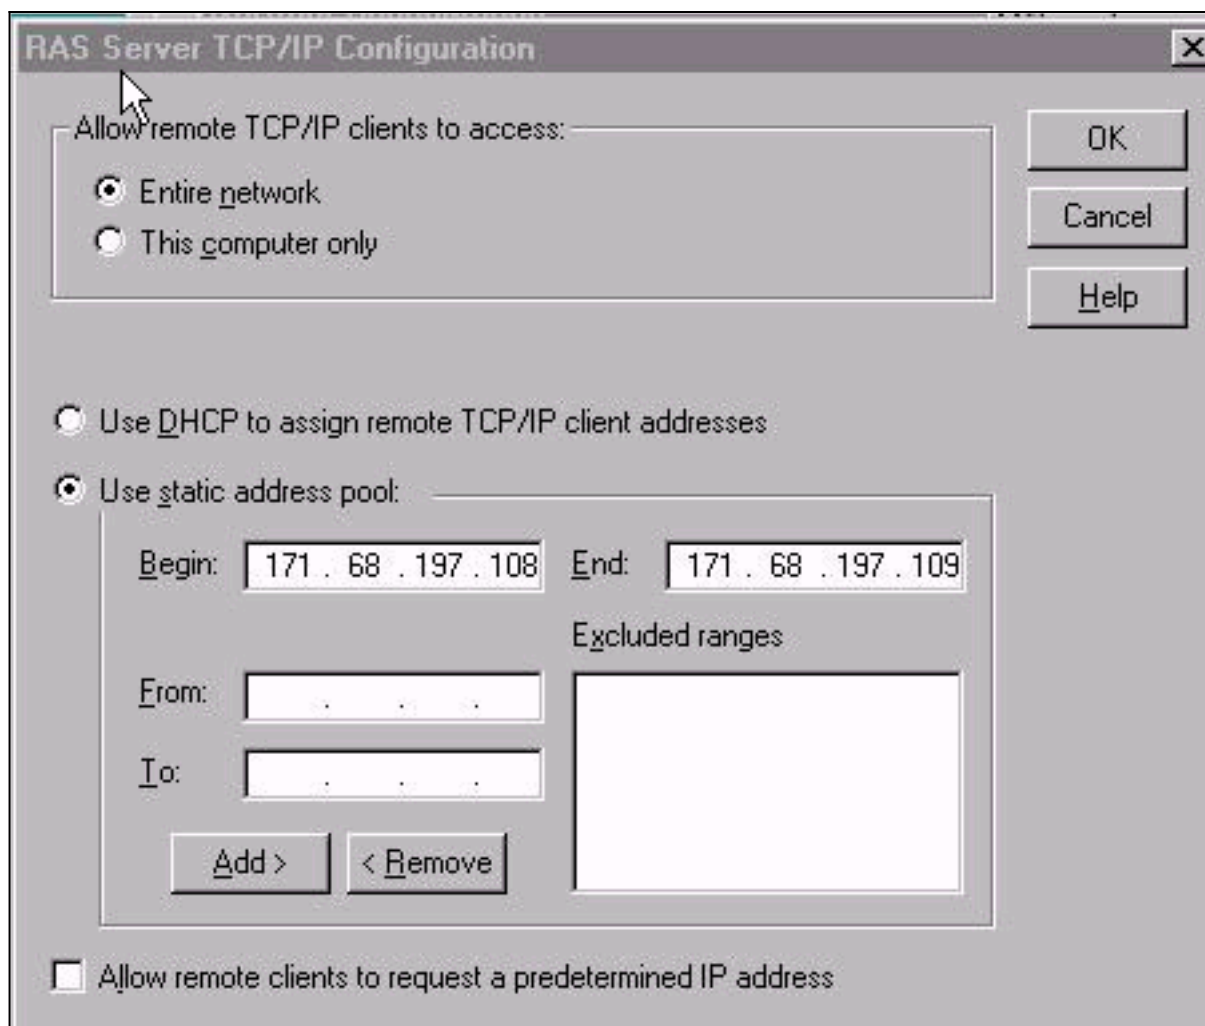 RAS Server TCP/IP Configuration
Allow remote TCP/IP clients to access:
OK
Entire network
Cancel
This computer only
Help
Use DHCP to assign remote TCP/IP client addresses
Use static address pool:
Begin: 171 . 68 . 197 . 108 End: 171 . 68 . 197 . 109
Excluded ranges
From: . . .
To: . . .
Add > < Remove
Allow remote clients to request a predetermined IP address